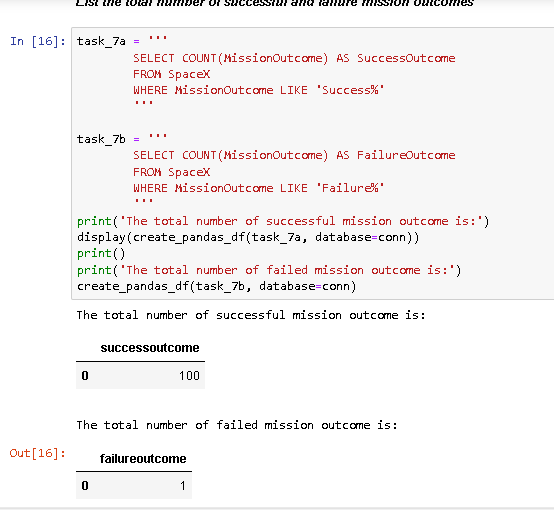 List the total number of successful and failure mission outcomes
In [16]: task_7a = '''
SELECT COUNT(MissionOutcome) AS SuccessOutcome
FROM SpaceX
WHERE MissionOutcome LIKE 'Success%'
'''
task_7b = '''
SELECT COUNT(MissionOutcome) AS FailureOutcome
FROM SpaceX
WHERE MissionOutcome LIKE 'Failure%'
'''
print('The total number of successful mission outcome is:')
display(create_pandas_df(task_7a, database=conn))
print()
print('The total number of failed mission outcome is:')
create_pandas_df(task_7b, database=conn)
The total number of successful mission outcome is:
successoutcome
0 100
The total number of failed mission outcome is:
Out[16]:
failureoutcome
0 1